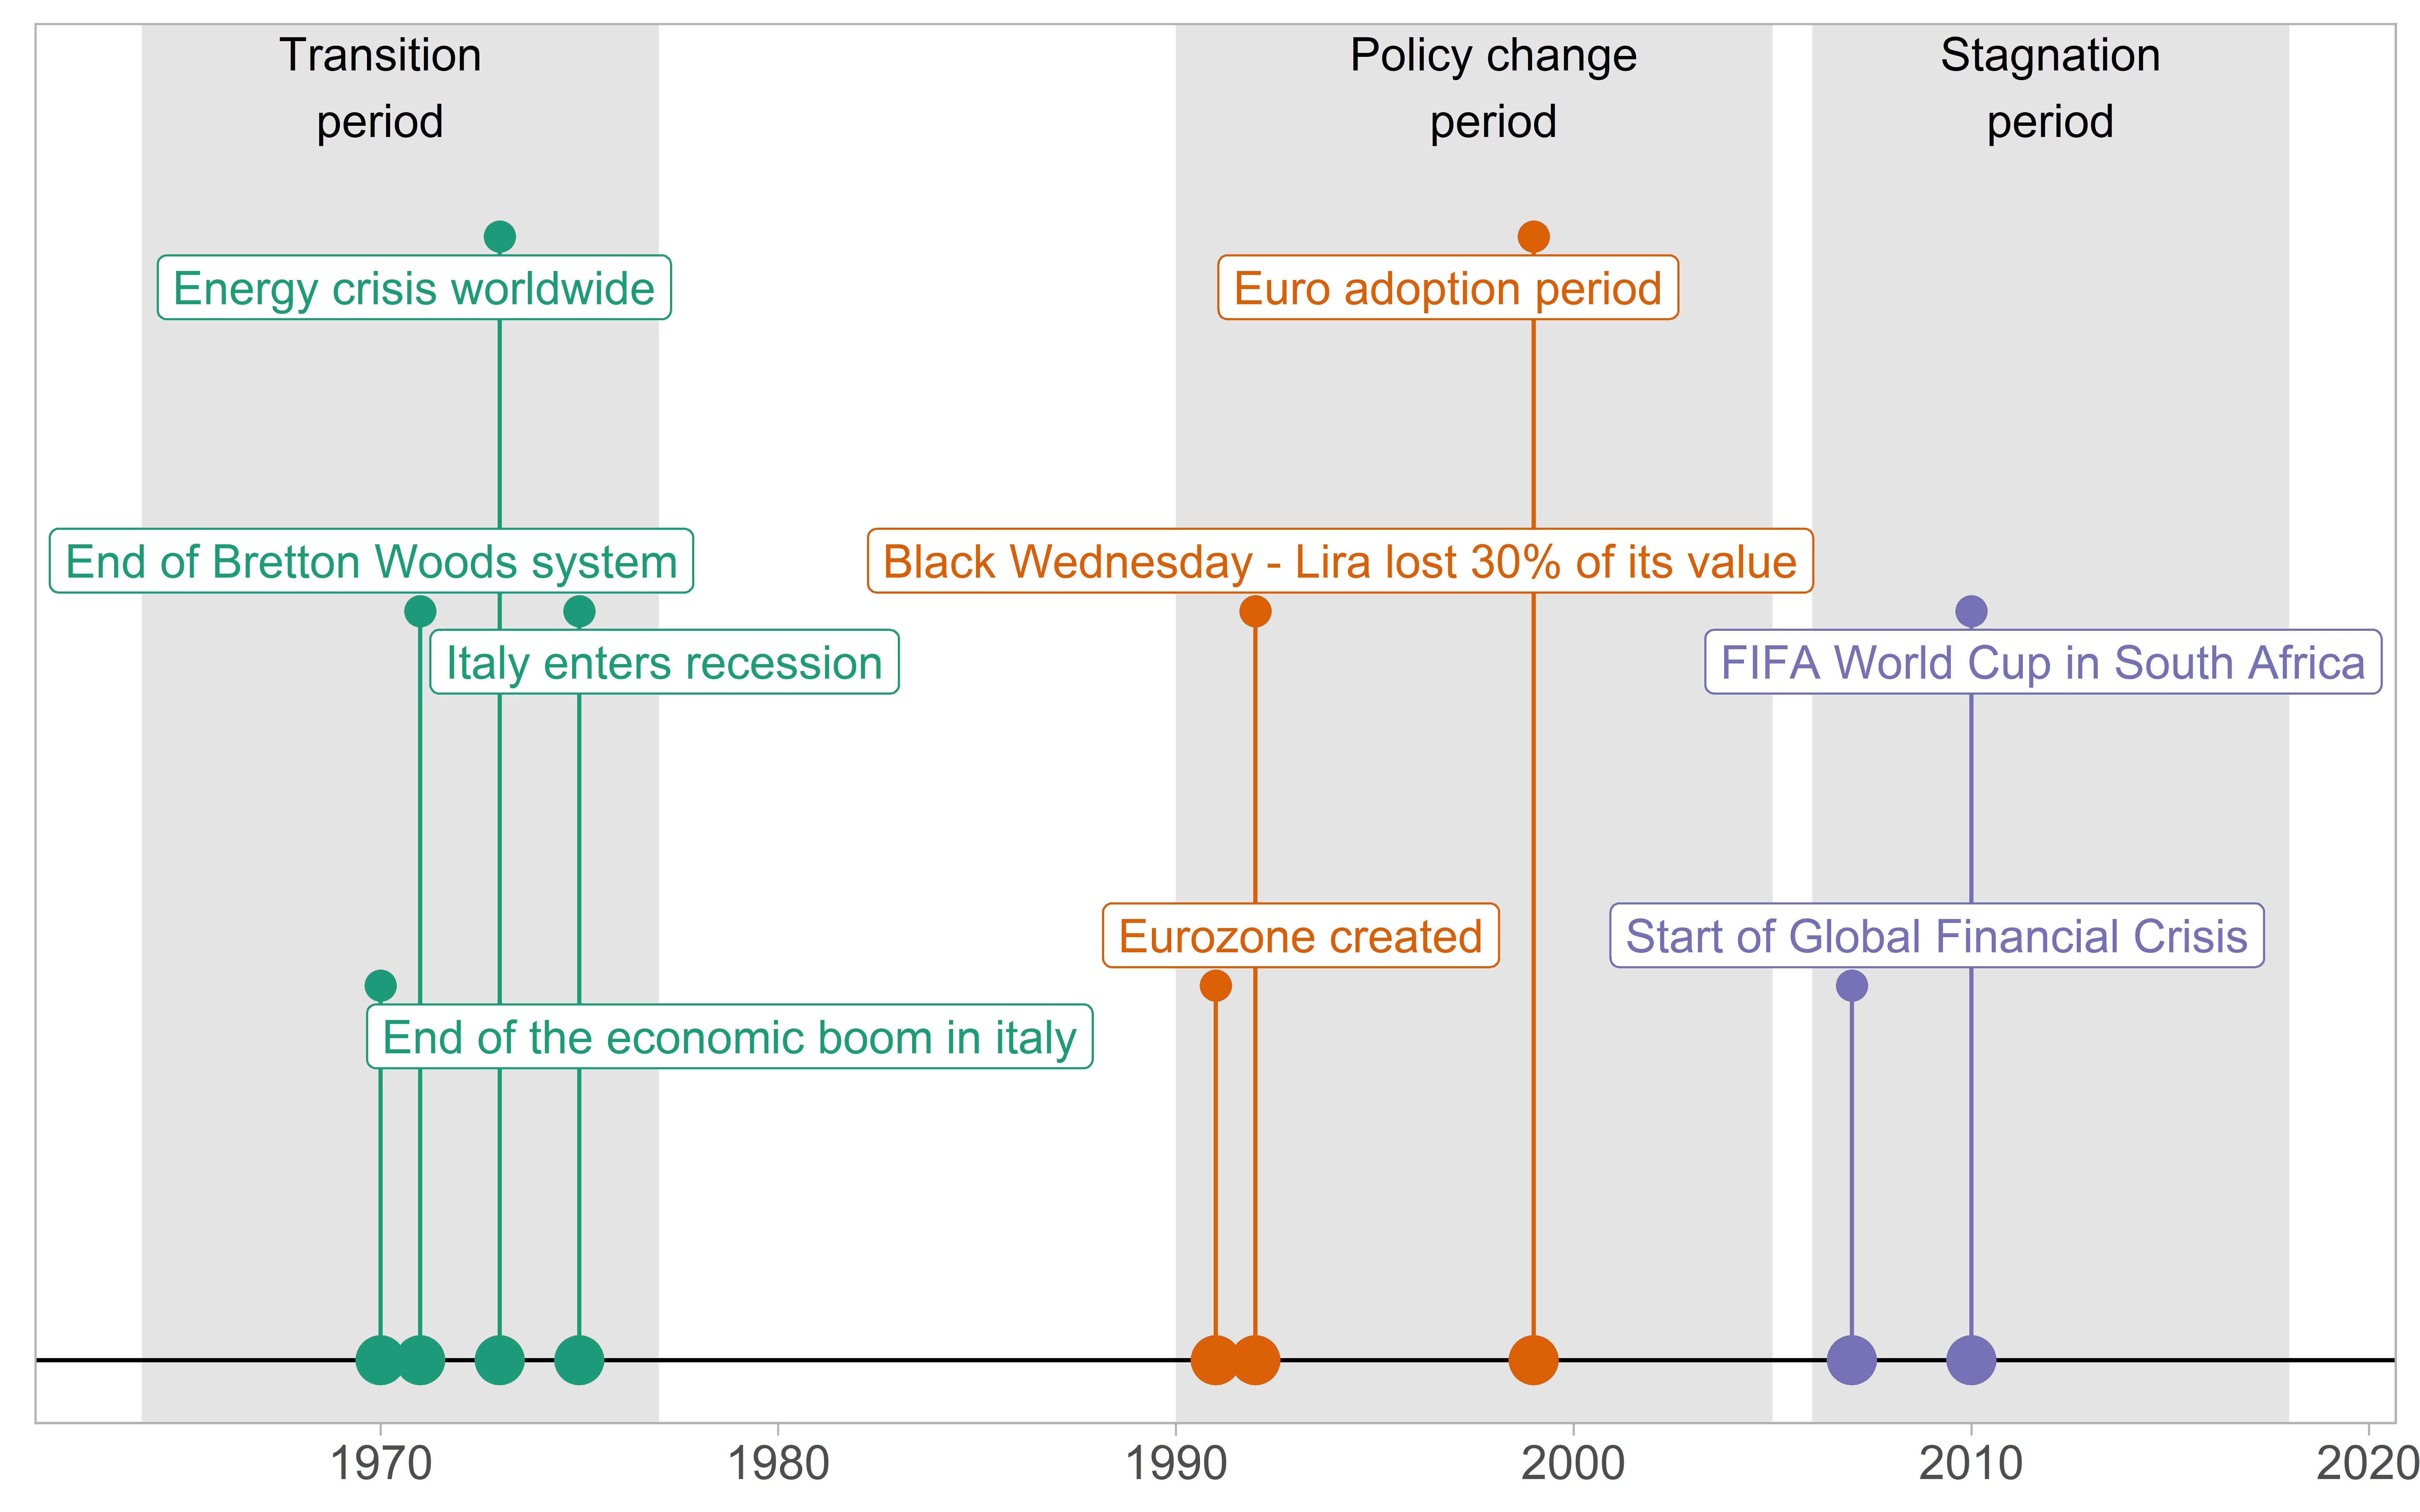 Transition
period
Policy change
period
Stagnation
period
Energy crisis worldwide
Euro adoption period
End of Bretton Woods system
Black Wednesday - Lira lost 30% of its value
Italy enters recession
FIFA World Cup in South Africa
Eurozone created
Start of Global Financial Crisis
End of the economic boom in italy
1970
1980
1990
2000
2010
2020